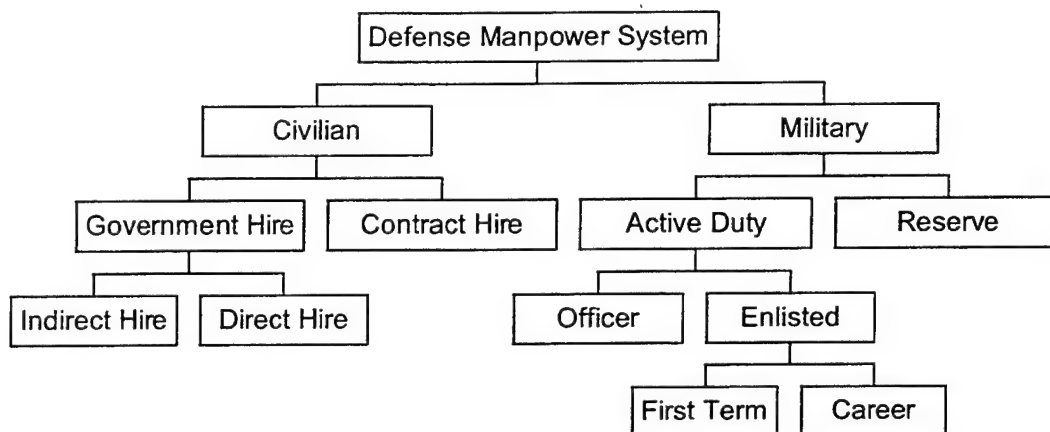 Defense Manpower System
Civilian
Military
Government Hire
Contract Hire
Active Duty
Reserve
Indirect Hire
Direct Hire
Officer
Enlisted
First Term
Career